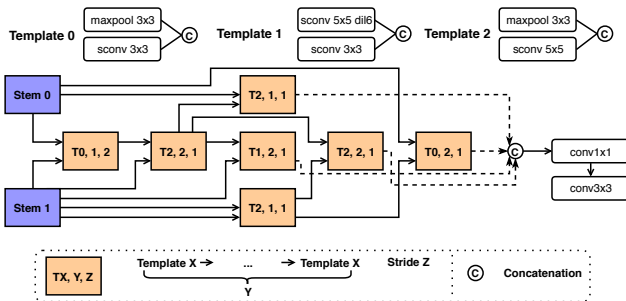 Template 0
maxpool 3x3
sconv 3x3
C
Template 1
sconv 5x5 dil6
sconv 3x3
C
Template 2
maxpool 3x3
sconv 5x5
C
Stem 0
T2, 1, 1
T0, 1, 2
T2, 2, 1
T1, 2, 1
T2, 2, 1
T0, 2, 1
C
conv1x1
conv3x3
Stem 1
T2, 1, 1
TX, Y, Z
Template X
...
Template X
Y
Stride Z
C
Concatenation